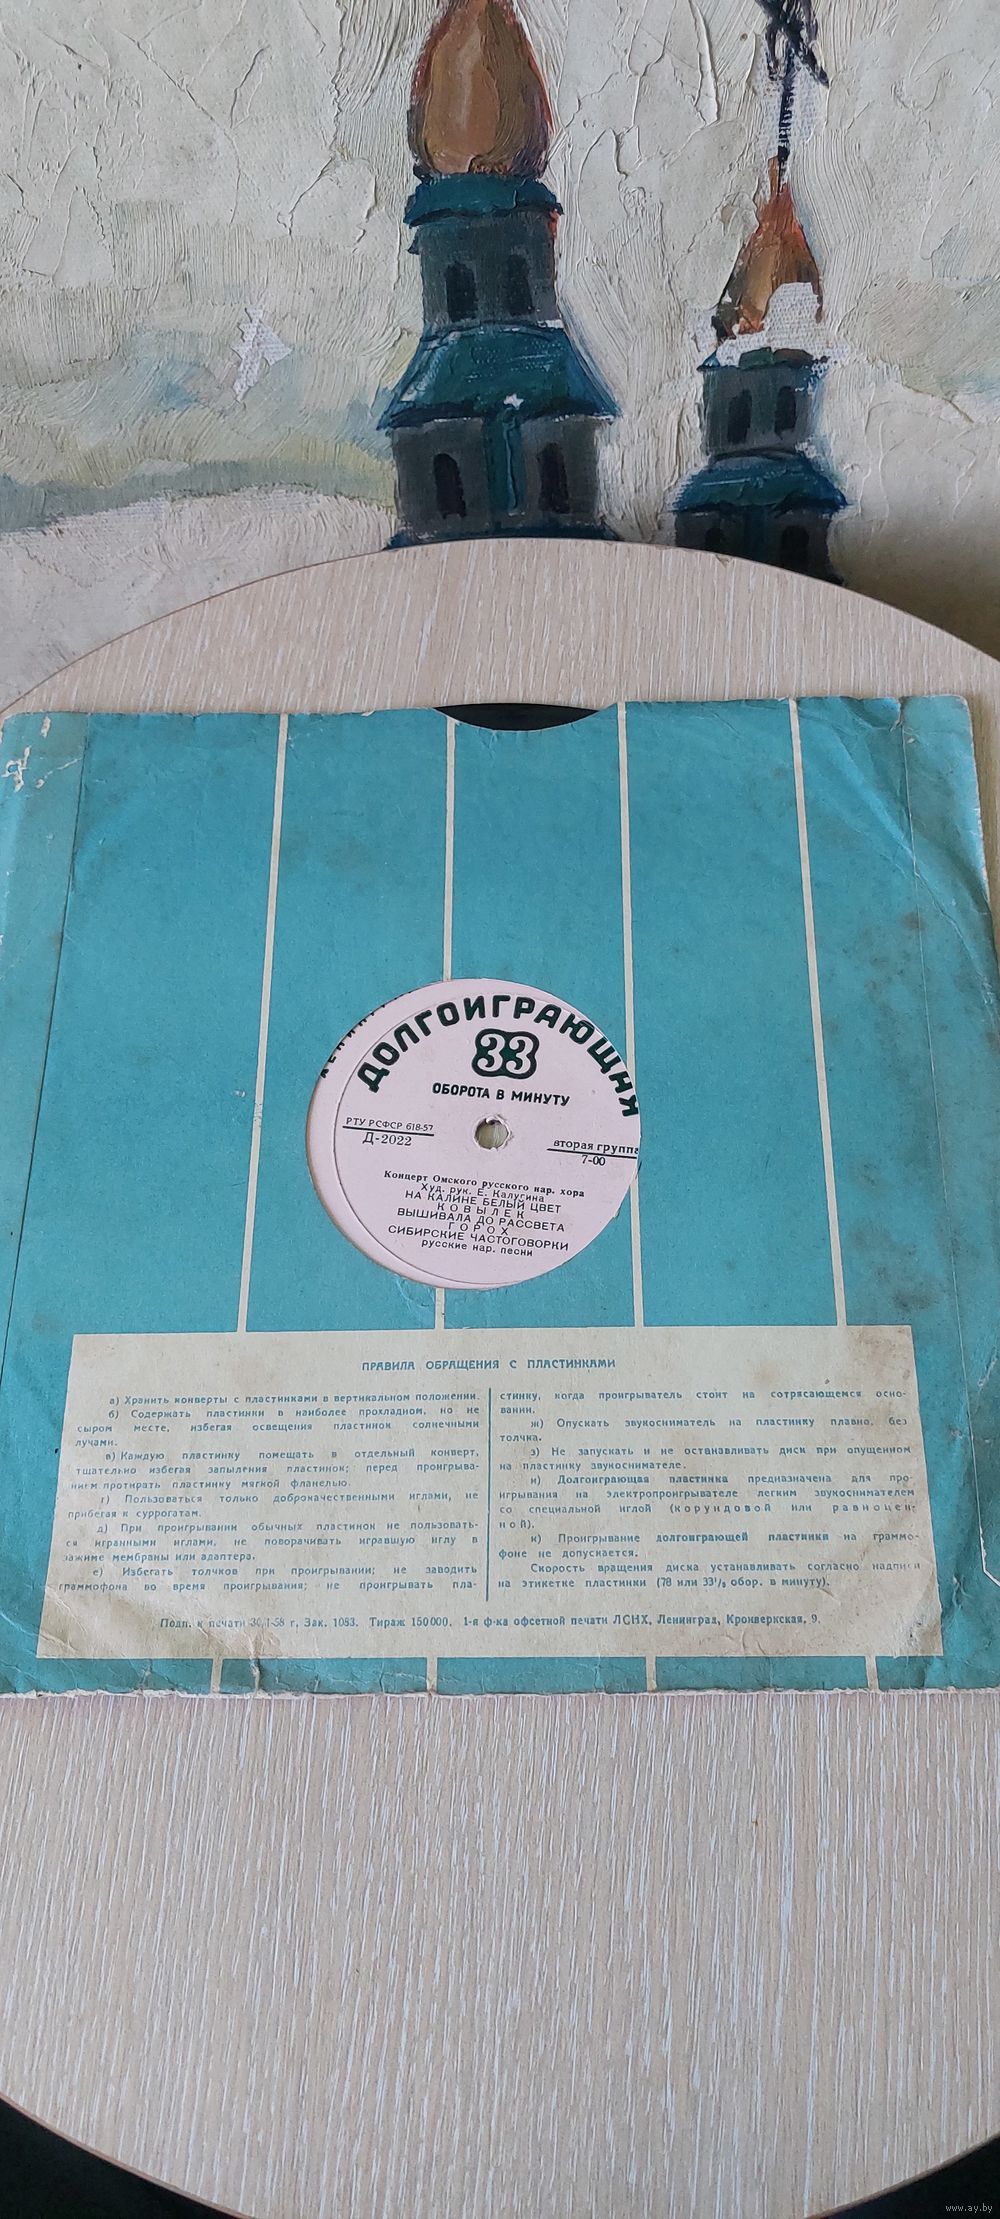 ДОЛГОИГРАЮЩАЯ
33
ОБОРОТА В МИНУТУ
РТУ РСФСР 618-57
Д-2022
вторая группа
7-00
Концерт Омского русского нар. хора
Худ. рук. Е. Калугина
НА КАЛИНЕ БЕЛЫЙ ЦВЕТ
КОВЫЛЕК
ВЫШИВАЛА ДО РАССВЕТА
ГОРОХ
СИБИРСКИЕ ЧАСТОГОВОРКИ
русские нар. песни
ПРАВИЛА ОБРАЩЕНИЯ С ПЛАСТИНКАМИ
а) Хранить конверты с пластинками в вертикальном положении.
б) Содержать пластинки в наиболее прохладном, но не
сыром месте, избегая освещения пластинок солнечными
лучами.
в) Каждую пластинку помещать в отдельный конверт,
тщательно избегая запыления пластинок; перед проигрыва-
нием протирать пластинку мягкой фланелью.
г) Пользоваться только доброкачественными иглами, не
прибегая к суррогатам.
д) При проигрывании обычных пластинок не пользовать-
ся игранными иглами, не поворачивать игравшую иглу в
зажиме мембраны или адаптера.
е) Избегать толчков при проигрывании; не заводить
граммофона во время проигрывания; не проигрывать пла-
стинку, когда проигрыватель стоит на сотрясающемся осно-
вании.
ж) Опускать звукосниматель на пластинку плавно, без
толчка.
з) Не запускать и не останавливать диск при опущенном
на пластинку звукоснимателе.
и) Долгоиграющая пластинка предназначена для про-
игрывания на электропроигрывателе легким звукоснимателем
со специальной иглой (корундовой или равноцен-
ной).
к) Проигрывание долгоиграющей пластинки на граммо-
фоне не допускается.
Скорость вращения диска устанавливать согласно надписи
на этикетке пластинки (78 или 33¹/₃ обор. в минуту).
Подп. к печати 30/I-58 г. Зак. 1083. Тираж 150000. 1-я ф-ка офсетной печати ЛСНХ, Ленинград, Кронверкская, 9.
www.ay.by